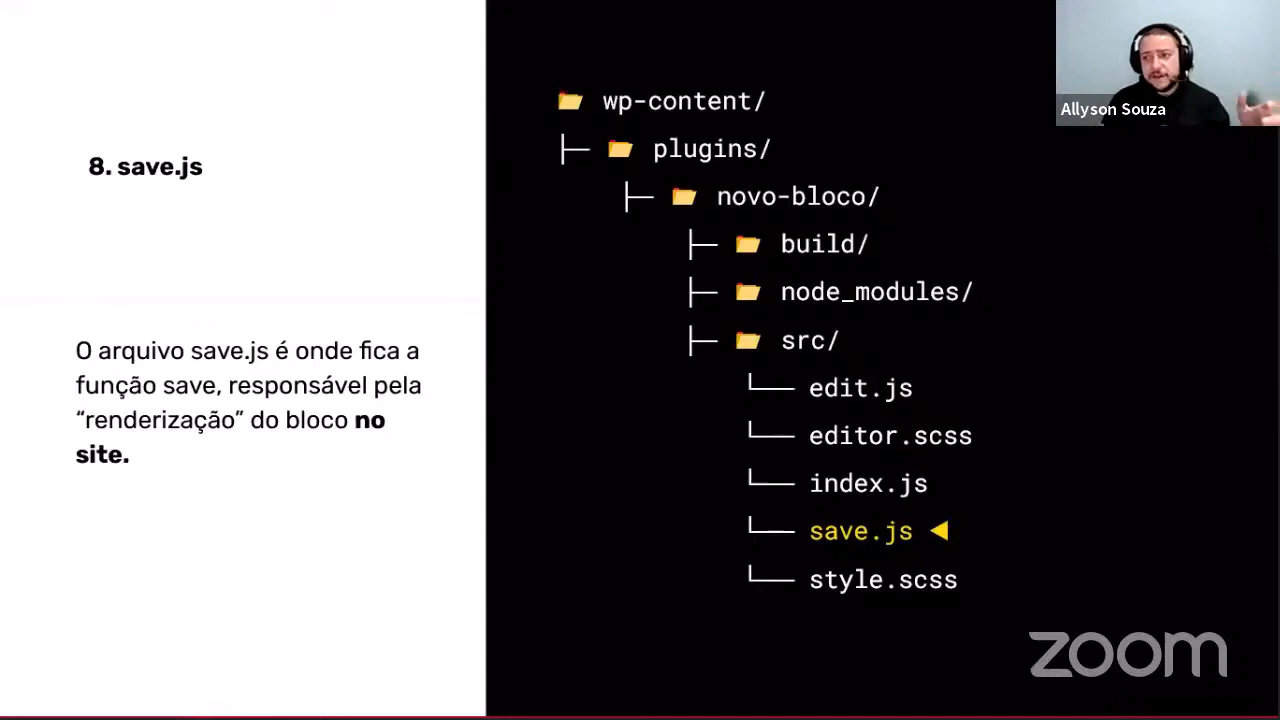 8. save.js
O arquivo save.js é onde fica a
função save, responsável pela
“renderização” do bloco no
site.
wp-content/
plugins/
novo-bloco/
build/
node_modules/
src/
edit.js
editor.scss
index.js
save.js
style.scss
Allyson Souza
zoom